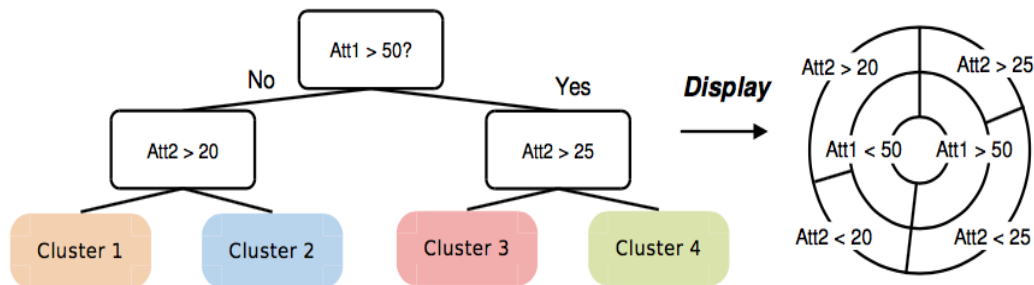 Att1 > 50?
No
Yes
Att2 > 20
Att2 > 25
Cluster 1
Cluster 2
Cluster 3
Cluster 4
Display
Att2 > 20
Att2 > 25
Att1 < 50
Att1 > 50
Att2 < 20
Att2 < 25